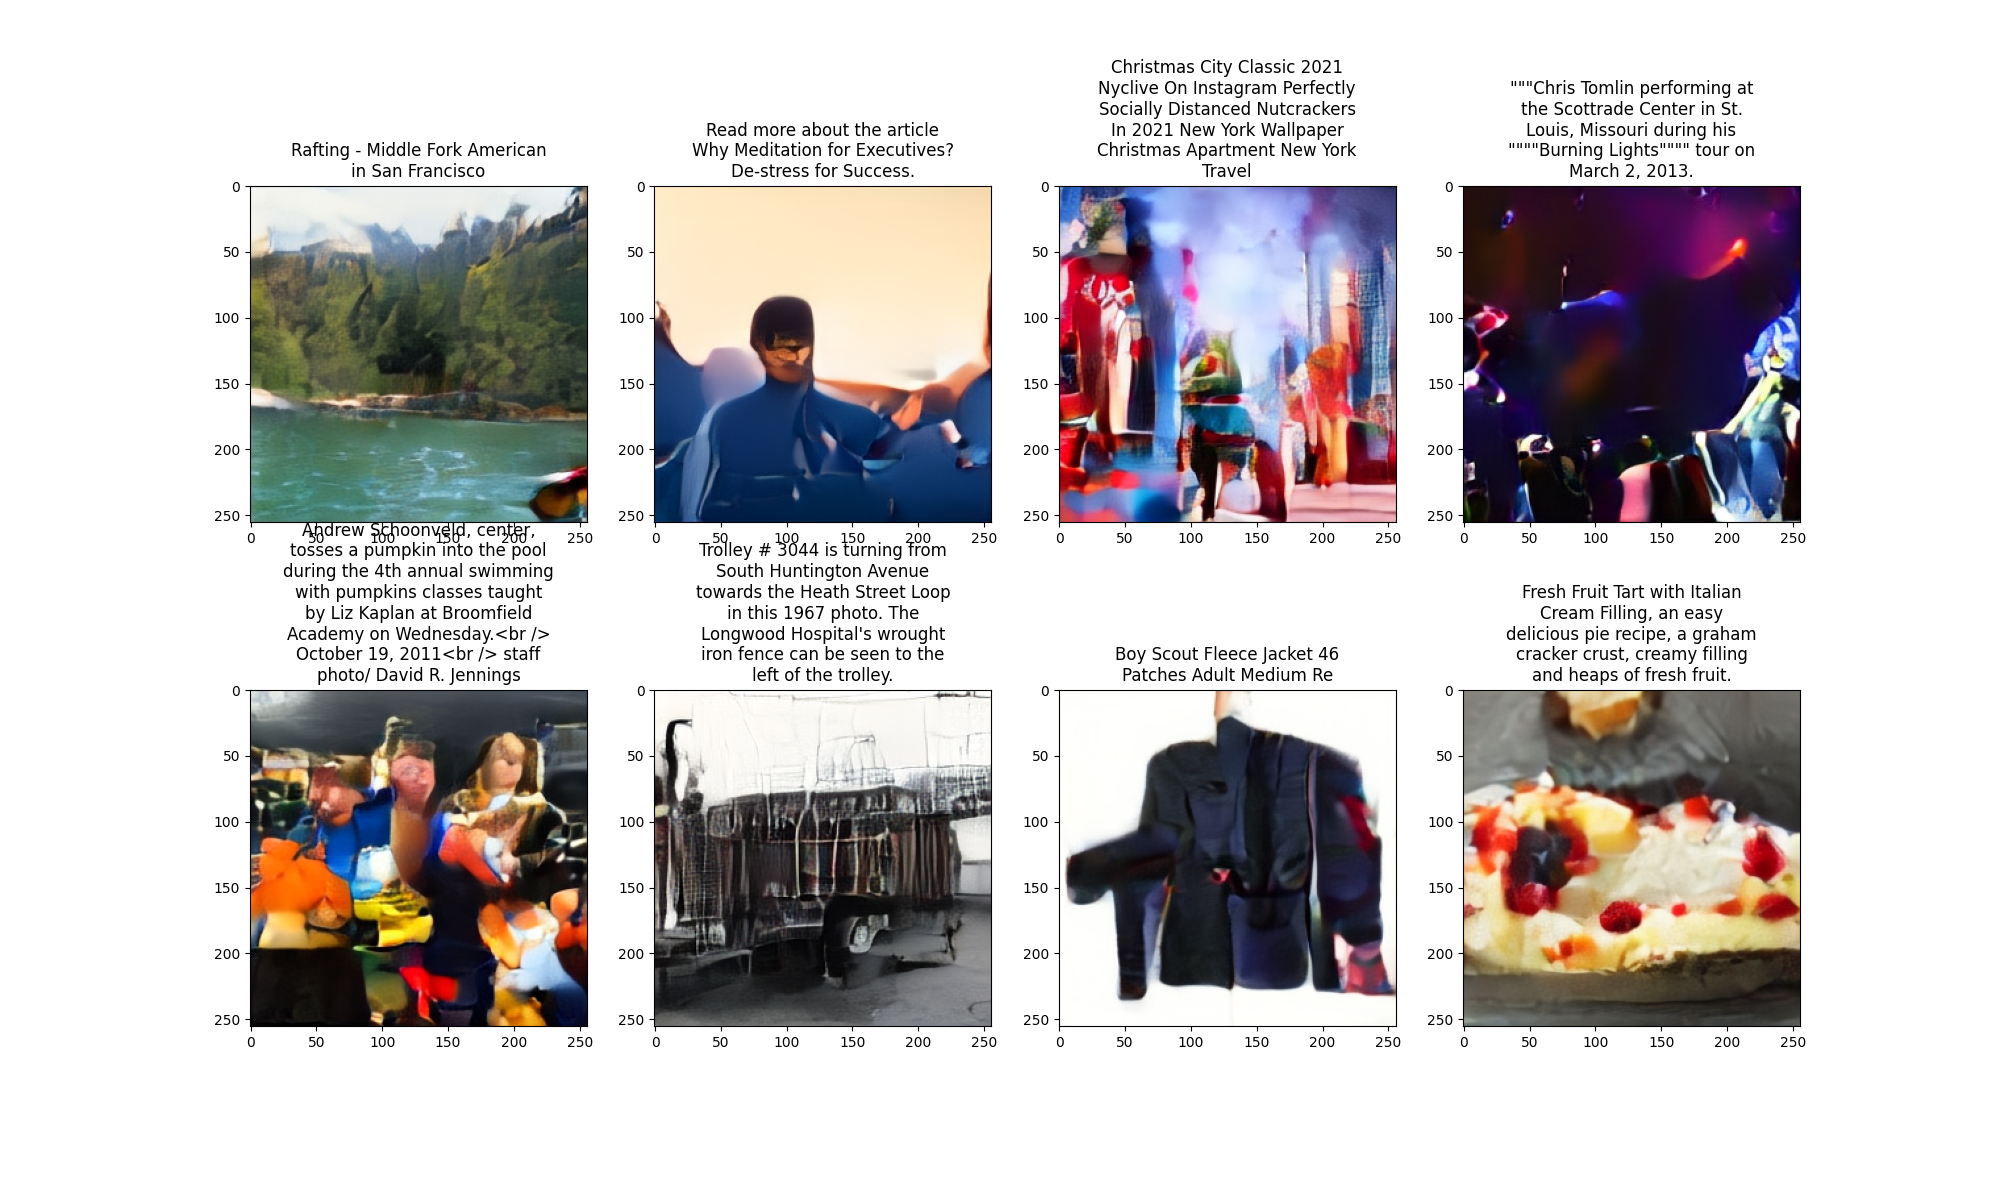 Rafting - Middle Fork American
in San Francisco
Read more about the article
Why Meditation for Executives?
De-stress for Success.
Christmas City Classic 2021
Nyclive On Instagram Perfectly
Socially Distanced Nutcrackers
In 2021 New York Wallpaper
Christmas Apartment New York
Travel
"""Chris Tomlin performing at
the Scottrade Center in St.
Louis, Missouri during his
""""Burning Lights"""" tour on
March 2, 2013.
0
50
100
150
200
250
0 50 100 150 200 250
0
50
100
150
200
250
0 50 100 150 200 250
0
50
100
150
200
250
0 50 100 150 200 250
0
50
100
150
200
250
0 50 100 150 200 250
Andrew Schoonveld, center,
tosses a pumpkin into the pool
during the 4th annual swimming
with pumpkins classes taught
by Liz Kaplan at Broomfield
Academy on Wednesday.<br />
October 19, 2011<br /> staff
photo/ David R. Jennings
Trolley # 3044 is turning from
South Huntington Avenue
towards the Heath Street Loop
in this 1967 photo. The
Longwood Hospital's wrought
iron fence can be seen to the
left of the trolley.
Boy Scout Fleece Jacket 46
Patches Adult Medium Re
Fresh Fruit Tart with Italian
Cream Filling, an easy
delicious pie recipe, a graham
cracker crust, creamy filling
and heaps of fresh fruit.
0
50
100
150
200
250
0 50 100 150 200 250
0
50
100
150
200
250
0 50 100 150 200 250
0
50
100
150
200
250
0 50 100 150 200 250
0
50
100
150
200
250
0 50 100 150 200 250